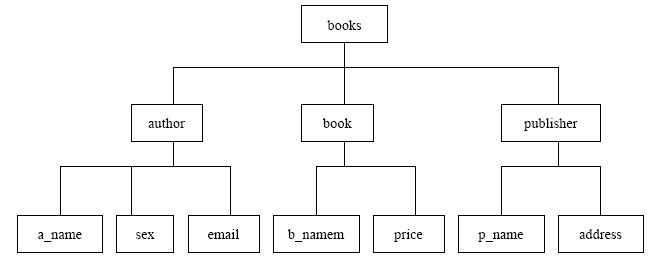 books
author
book
publisher
a_name
sex
email
b_namem
price
p_name
address